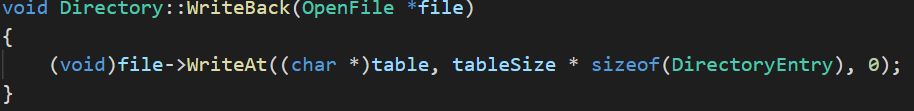 void Directory::WriteBack(OpenFile *file)
{
    (void)file->WriteAt((char *)table, tableSize * sizeof(DirectoryEntry), 0);
}